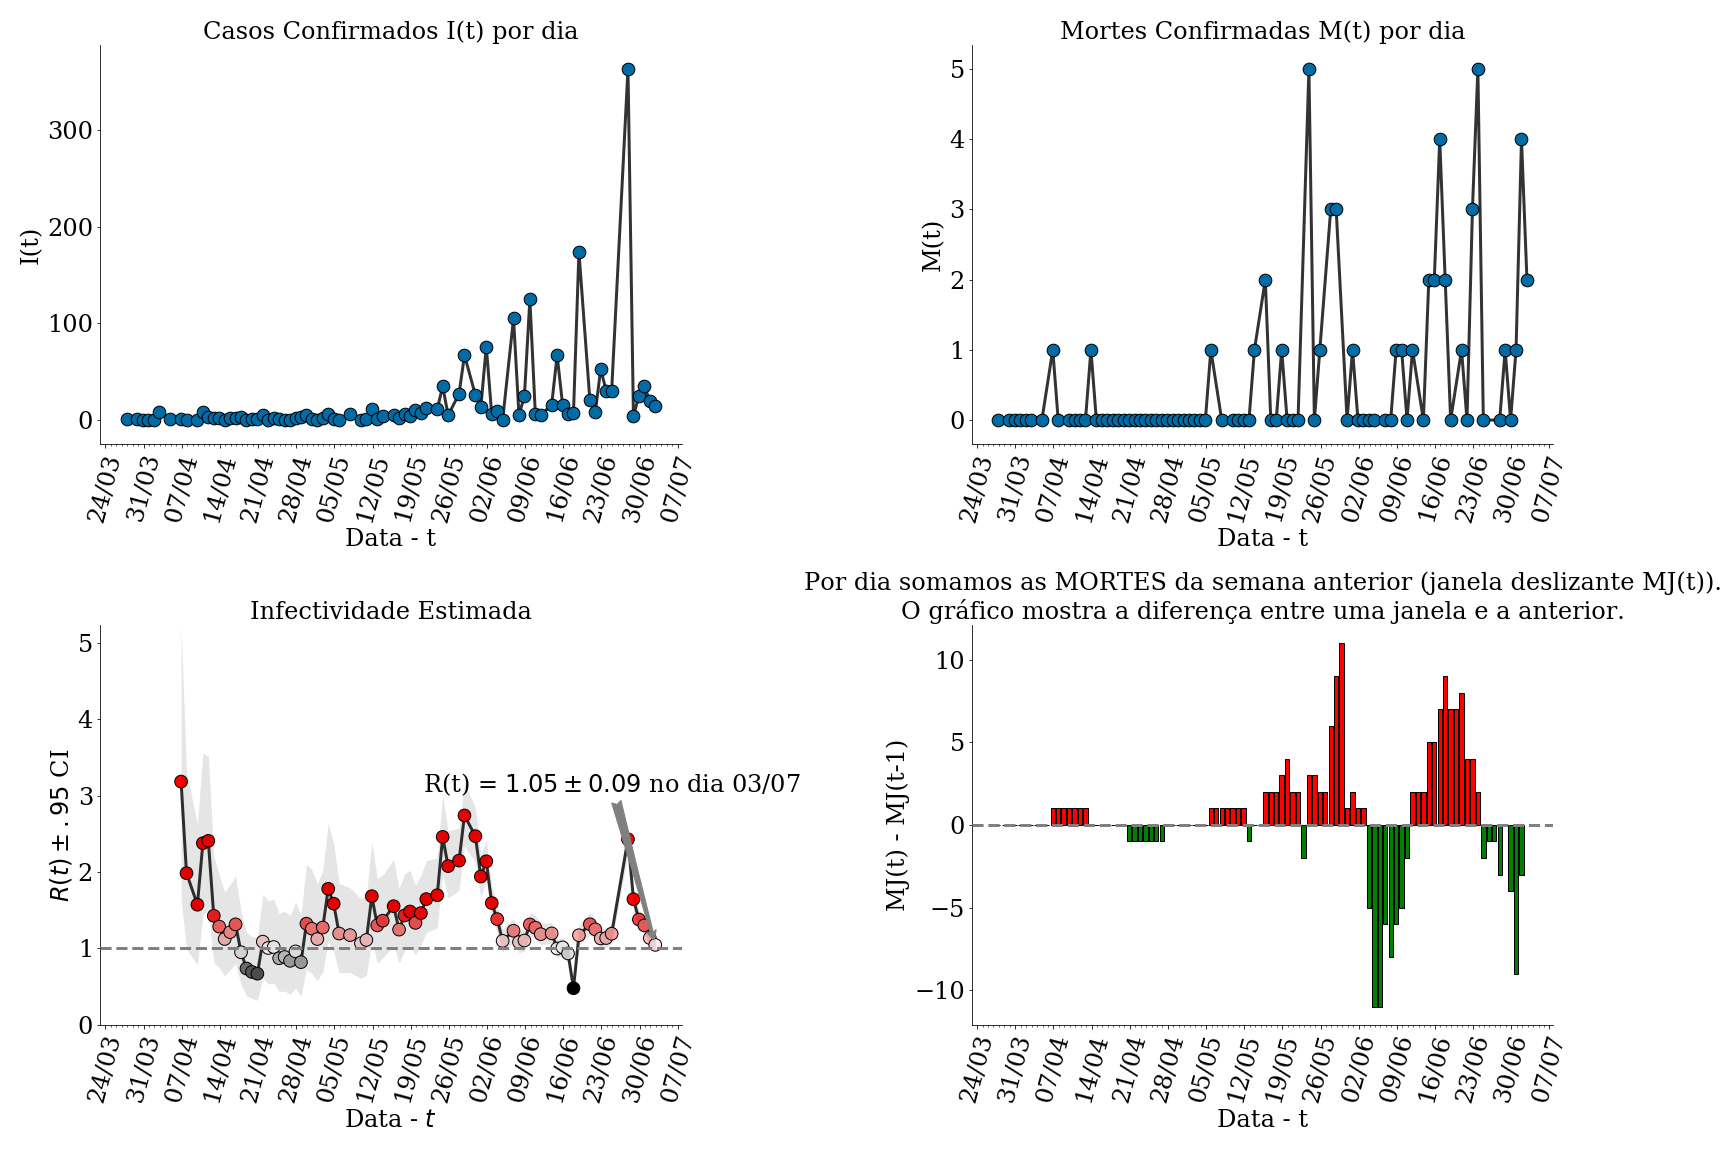 Casos Confirmados I(t) por dia
I(t)
300
200
100
0
24/03 31/03 07/04 14/04 21/04 28/04 05/05 12/05 19/05 26/05 02/06 09/06 16/06 23/06 30/06 07/07
Data - t
Mortes Confirmadas M(t) por dia
M(t)
5
4
3
2
1
0
24/03 31/03 07/04 14/04 21/04 28/04 05/05 12/05 19/05 26/05 02/06 09/06 16/06 23/06 30/06 07/07
Data - t
Infectividade Estimada
R(t) ± .95 CI
5
4
3
2
1
0
R(t) = 1.05 ± 0.09 no dia 03/07
24/03 31/03 07/04 14/04 21/04 28/04 05/05 12/05 19/05 26/05 02/06 09/06 16/06 23/06 30/06 07/07
Data - t
Por dia somamos as MORTES da semana anterior (janela deslizante MJ(t)).
O gráfico mostra a diferença entre uma janela e a anterior.
MJ(t) - MJ(t-1)
10
5
0
−5
−10
24/03 31/03 07/04 14/04 21/04 28/04 05/05 12/05 19/05 26/05 02/06 09/06 16/06 23/06 30/06 07/07
Data - t